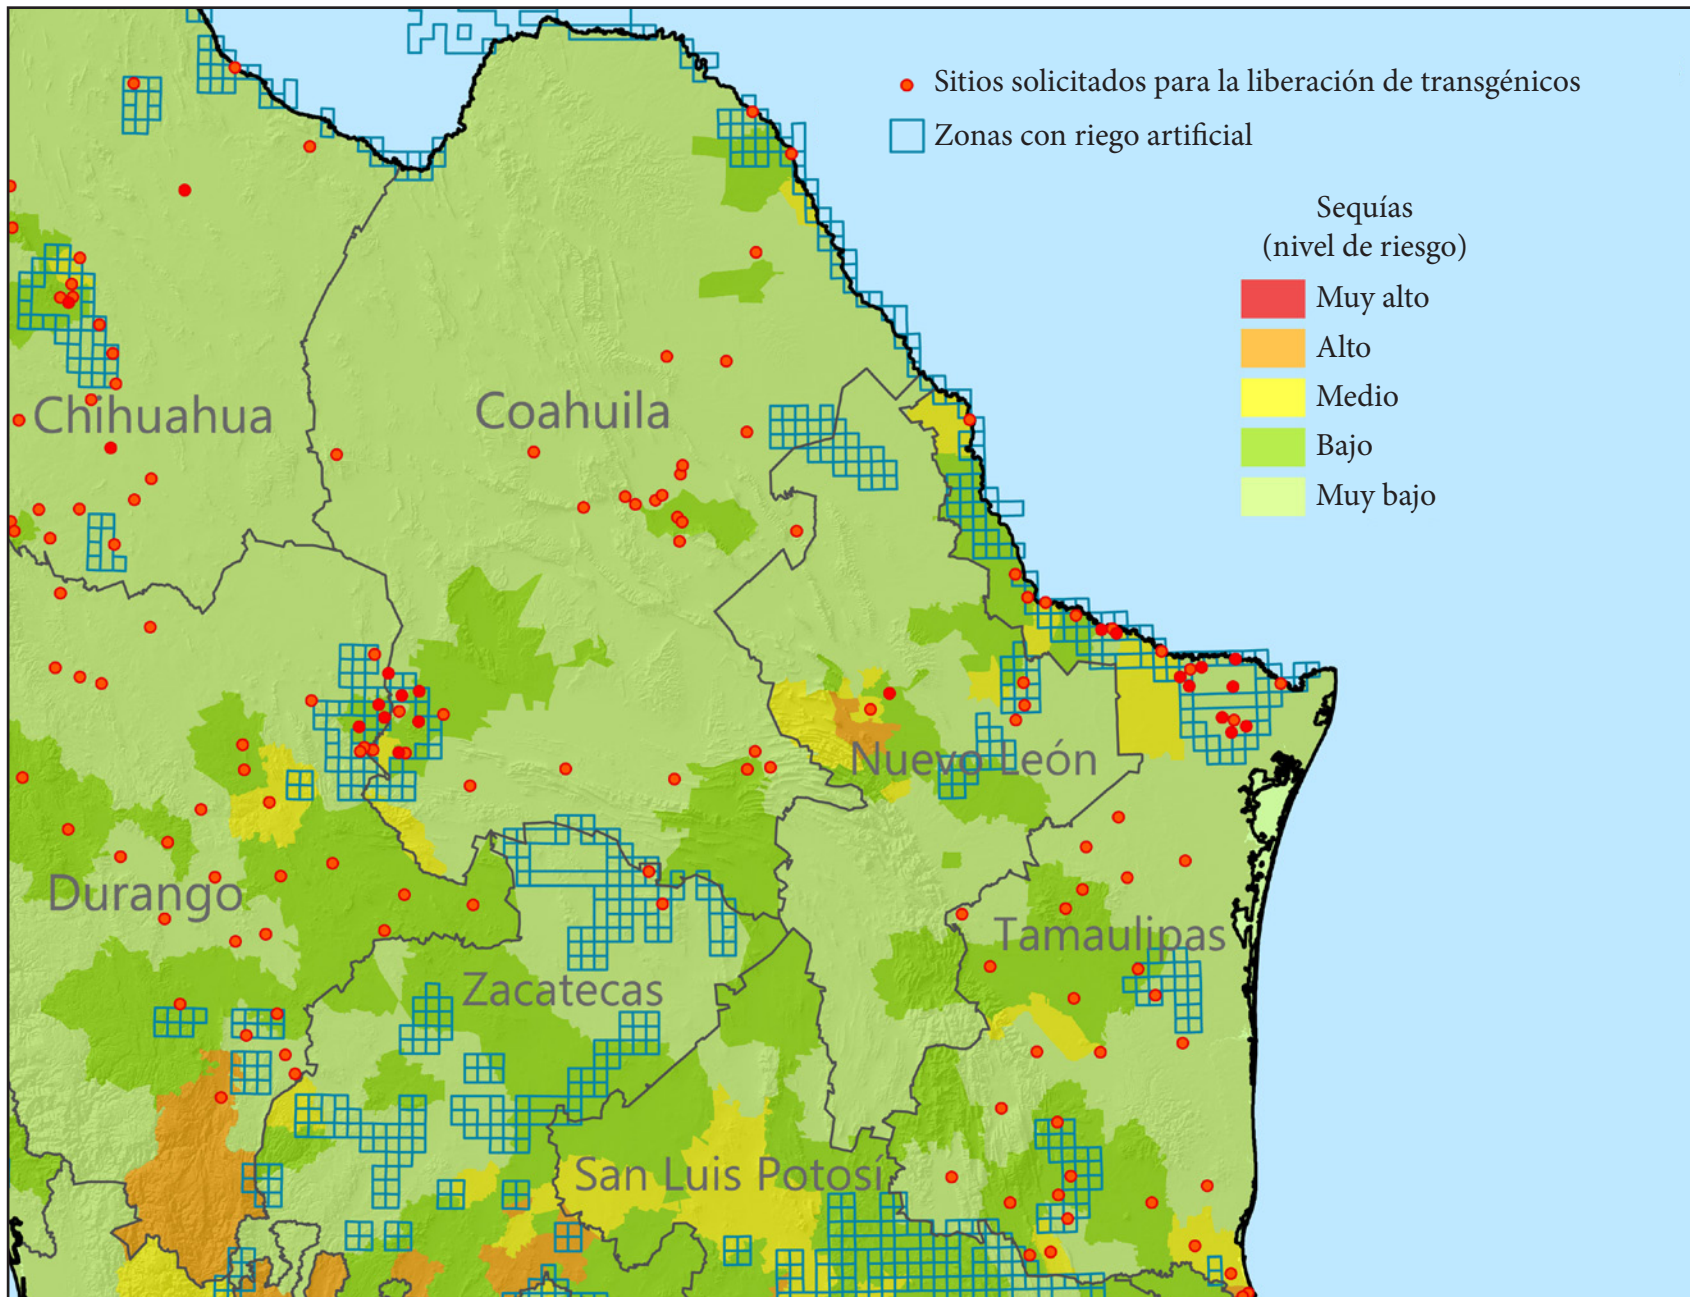 Sitios solicitados para la liberación de transgénicos
Zonas con riego artificial
Sequías
(nivel de riesgo)
Muy alto
Alto
Medio
Bajo
Muy bajo
Chihuahua
Coahuila
Nuevo León
Durango
Tamaulipas
Zacatecas
San Luis Potosí